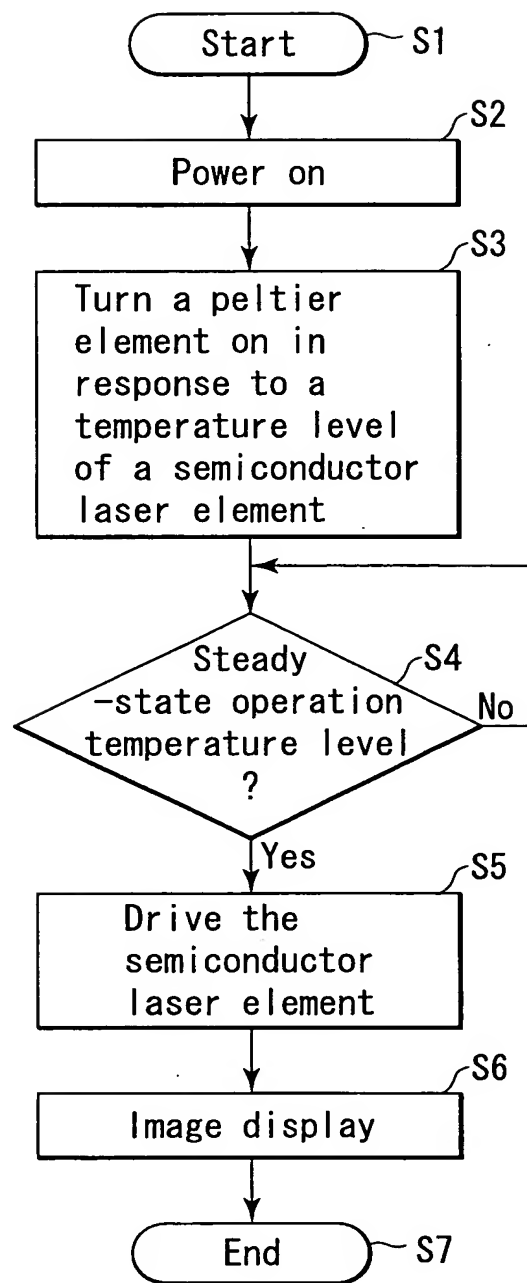 Start
S1
S2
Power on
S3
Turn a peltier
element on in
response to a
temperature level
of a semiconductor
laser element
Steady
-state operation
temperature level
?
S4
No
Yes
S5
Drive the
semiconductor
laser element
S6
Image display
End
S7